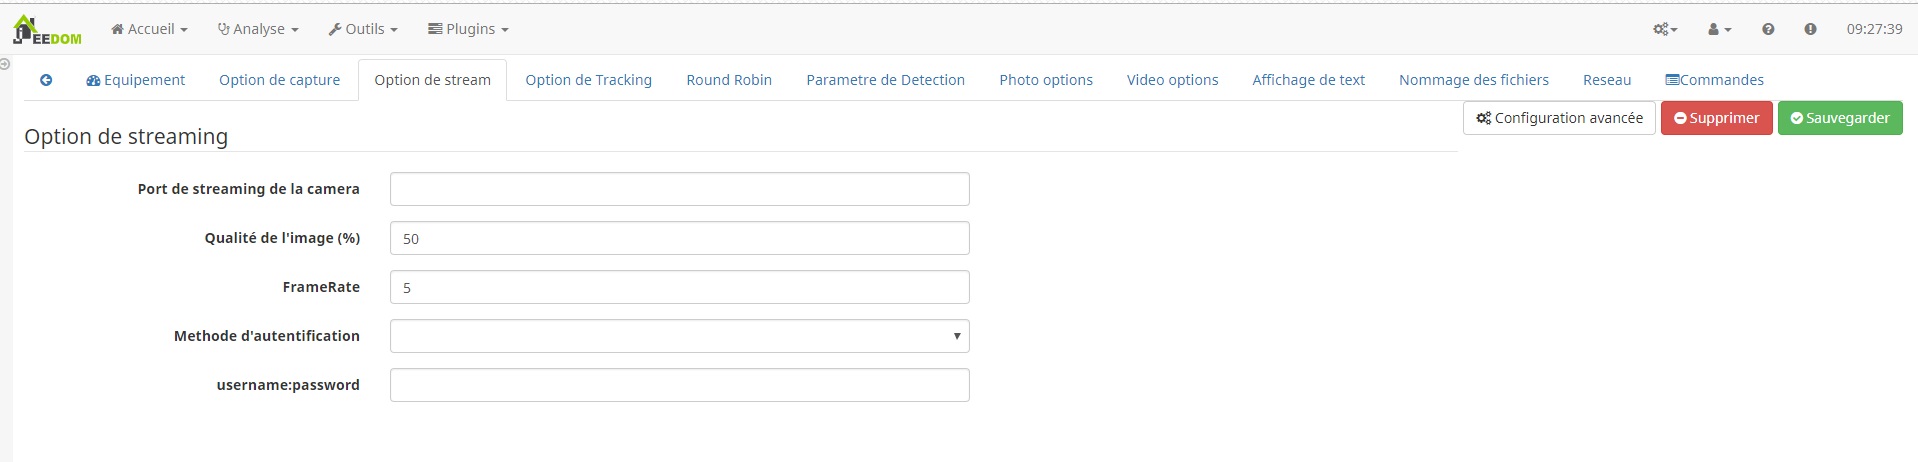 JEEDOM Accueil Analyse Outils Plugins 09:27:39
Equipement Option de capture Option de stream Option de Tracking Round Robin Parametre de Detection Photo options Video options Affichage de text Nommage des fichiers Reseau Commandes
Configuration avancée Supprimer Sauvegarder
Option de streaming
Port de streaming de la camera
Qualité de l'image (%) 50
FrameRate 5
Methode d'autentification
username:password